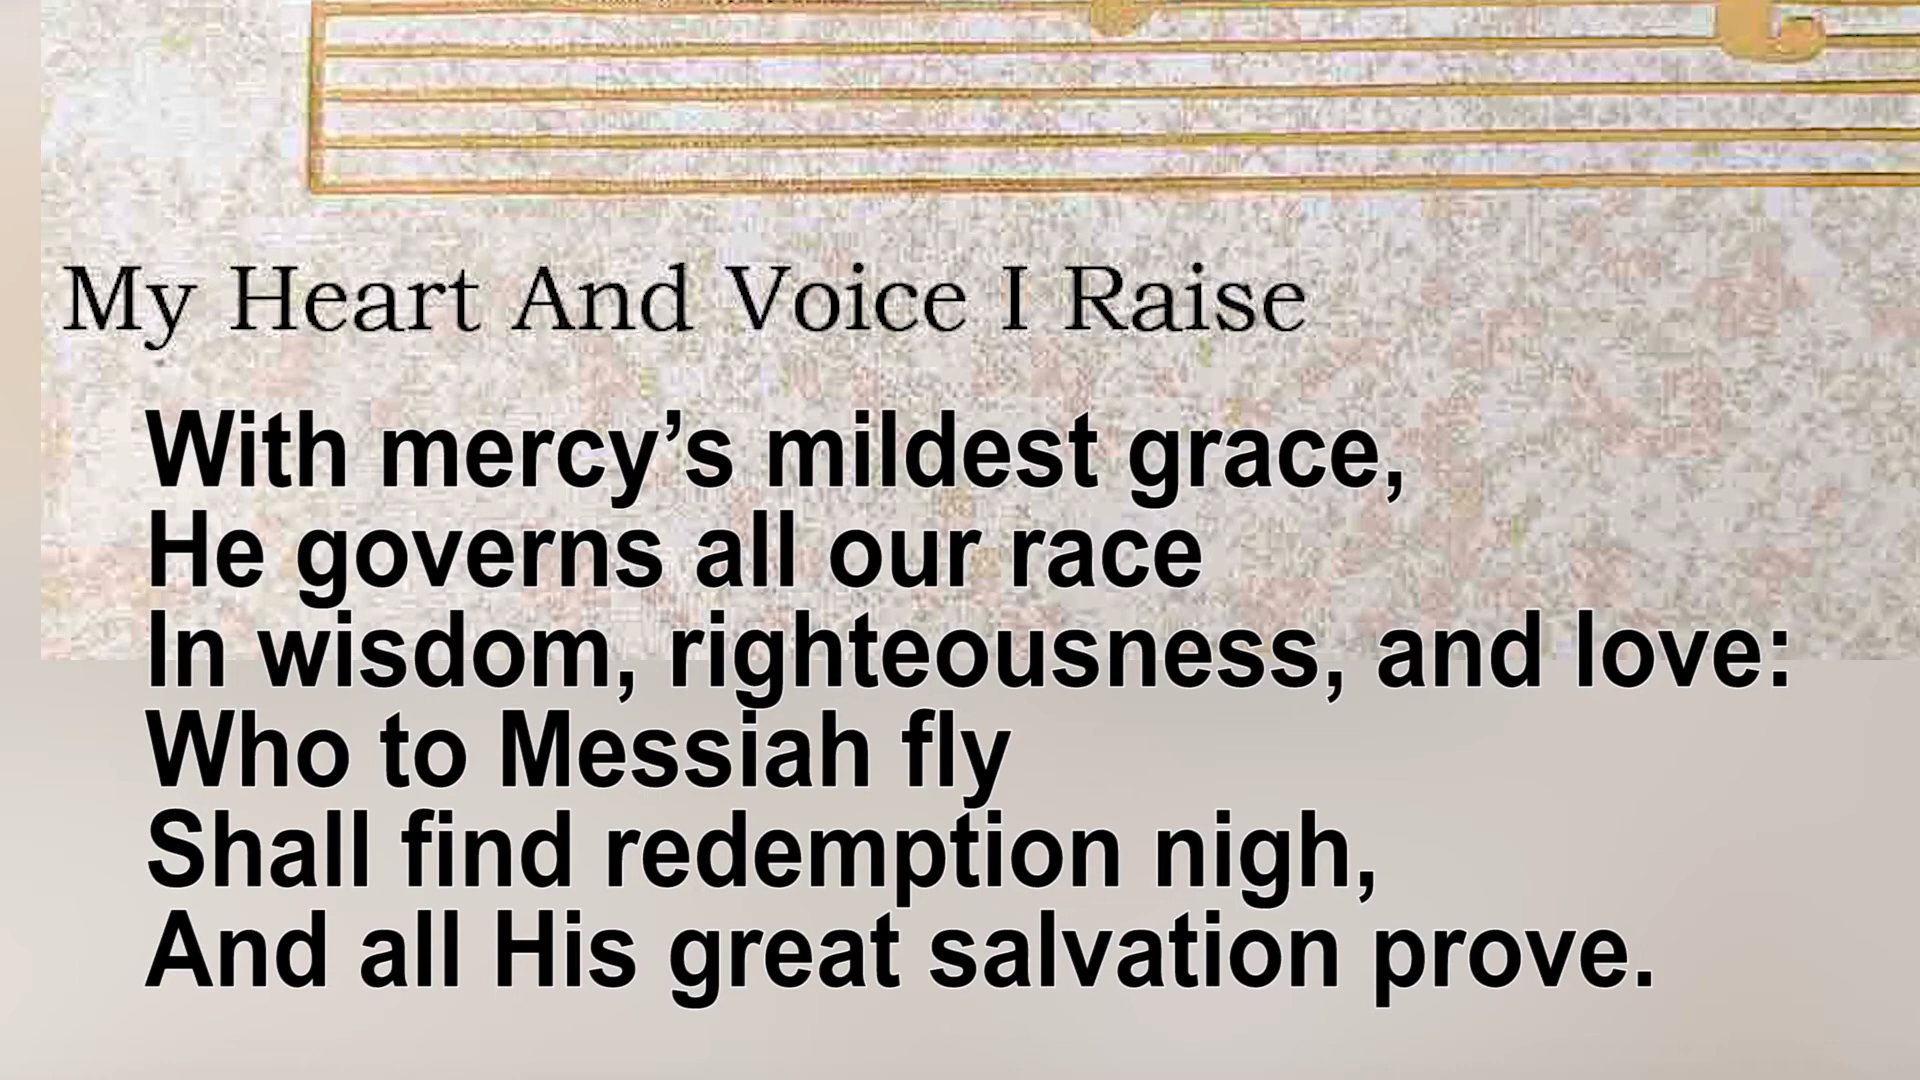 My Heart And Voice I Raise
With mercy’s mildest grace,
He governs all our race
In wisdom, righteousness, and love:
Who to Messiah fly
Shall find redemption nigh,
And all His great salvation prove.